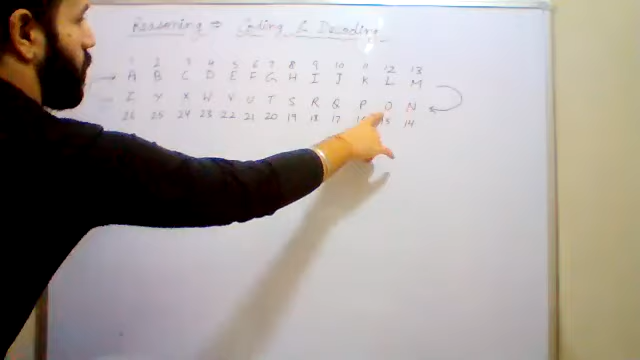 Reasoning ⇒ Coding & Decoding
1 2 3 4 5 6 7 8 9 10 11 12 13
A B C D E F G H I J K L M
Z Y X W V U T S R Q P O N
26 25 24 23 22 21 20 19 18 17 15 14